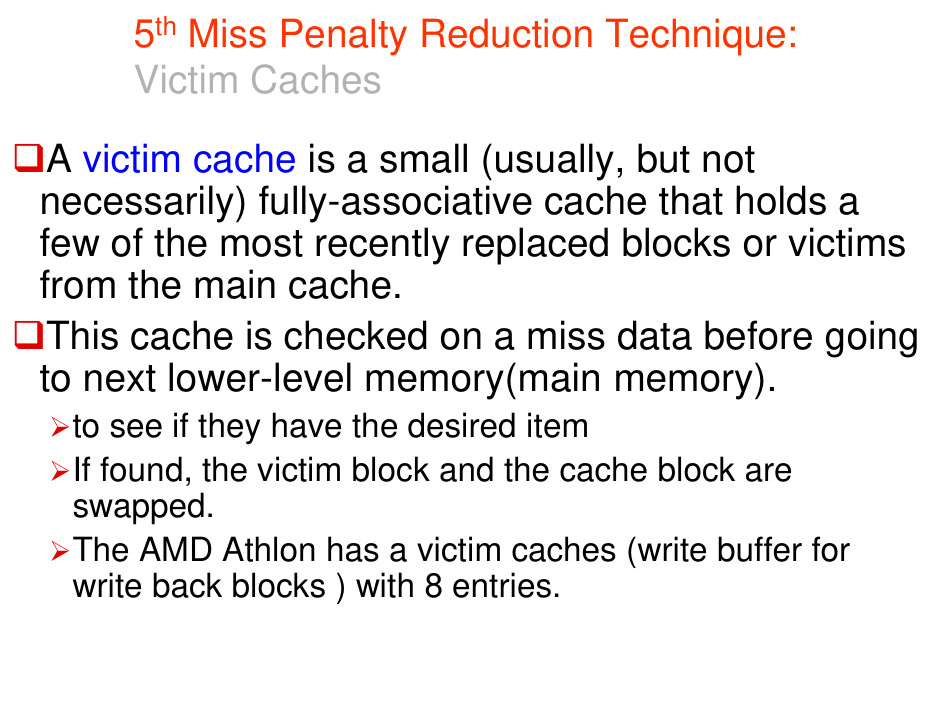 5th Miss Penalty Reduction Technique:
Victim Caches
❑A victim cache is a small (usually, but not
necessarily) fully-associative cache that holds a
few of the most recently replaced blocks or victims
from the main cache.
❑This cache is checked on a miss data before going
to next lower-level memory(main memory).
➢to see if they have the desired item
➢If found, the victim block and the cache block are
swapped.
➢The AMD Athlon has a victim caches (write buffer for
write back blocks ) with 8 entries.